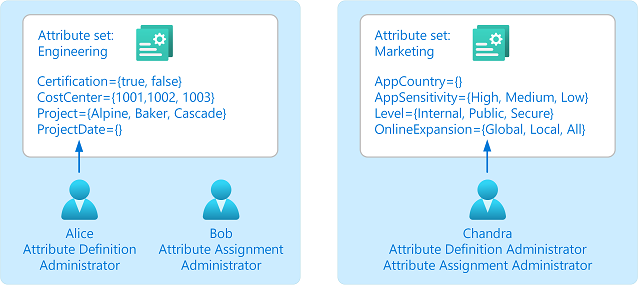 Attribute set:
Engineering
Certification={true, false}
CostCenter={1001,1002, 1003}
Project={Alpine, Baker, Cascade}
ProjectDate={}
Alice
Attribute Definition
Administrator
Bob
Attribute Assignment
Administrator
Attribute set:
Marketing
AppCountry={}
AppSensitivity={High, Medium, Low}
Level={Internal, Public, Secure}
OnlineExpansion={Global, Local, All}
Chandra
Attribute Definition Administrator
Attribute Assignment Administrator